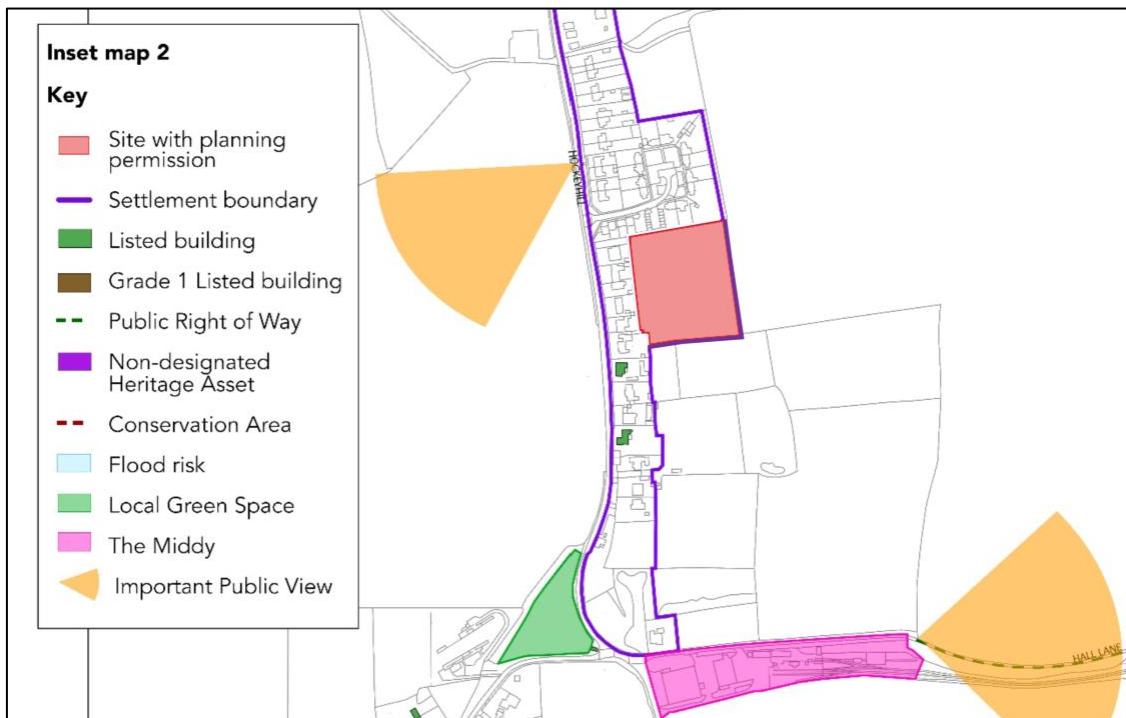 Inset map 2
Key
Site with planning
permission
Settlement boundary
Listed building
Grade 1 Listed building
Public Right of Way
Non-designated
Heritage Asset
Conservation Area
Flood risk
Local Green Space
The Middy
Important Public View
HOCKEYHILL
HALL LANE